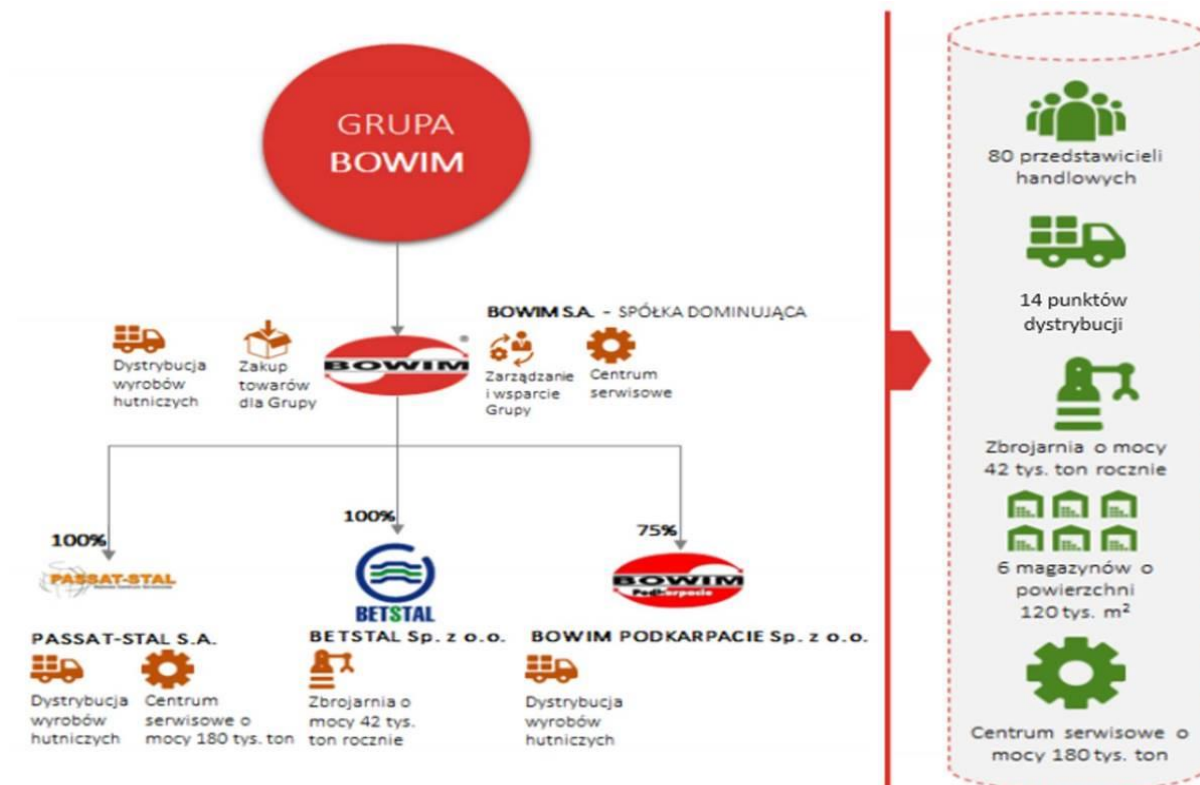 GRUPA
BOWIM
BOWIM S.A. - SPÓŁKA DOMINUJĄCA
Dystrybucja
wyrobów
hutniczych
Zakup
towarów
dla Grupy
BOWIM
®
Zarządzanie
i wsparcie
Grupy
Centrum
serwisowe
100%
100%
75%
PASSAT-STAL
BETSTAL
BOWIM
Podkarpacie
PASSAT-STAL S.A.
Dystrybucja
wyrobów
hutniczych
Centrum
serwisowe o
mocy 180 tys. ton
BETSTAL Sp. z o.o.
Zbrojarnia o
mocy 42 tys.
ton rocznie
BOWIM PODKARPACIE Sp. z o.o.
Dystrybucja
wyrobów
hutniczych
80 przedstawicieli
handlowych
14 punktów
dystrybucji
Zbrojarnia o mocy
42 tys. ton rocznie
6 magazynów o
powierzchni
120 tys. m²
Centrum serwisowe o
mocy 180 tys. ton